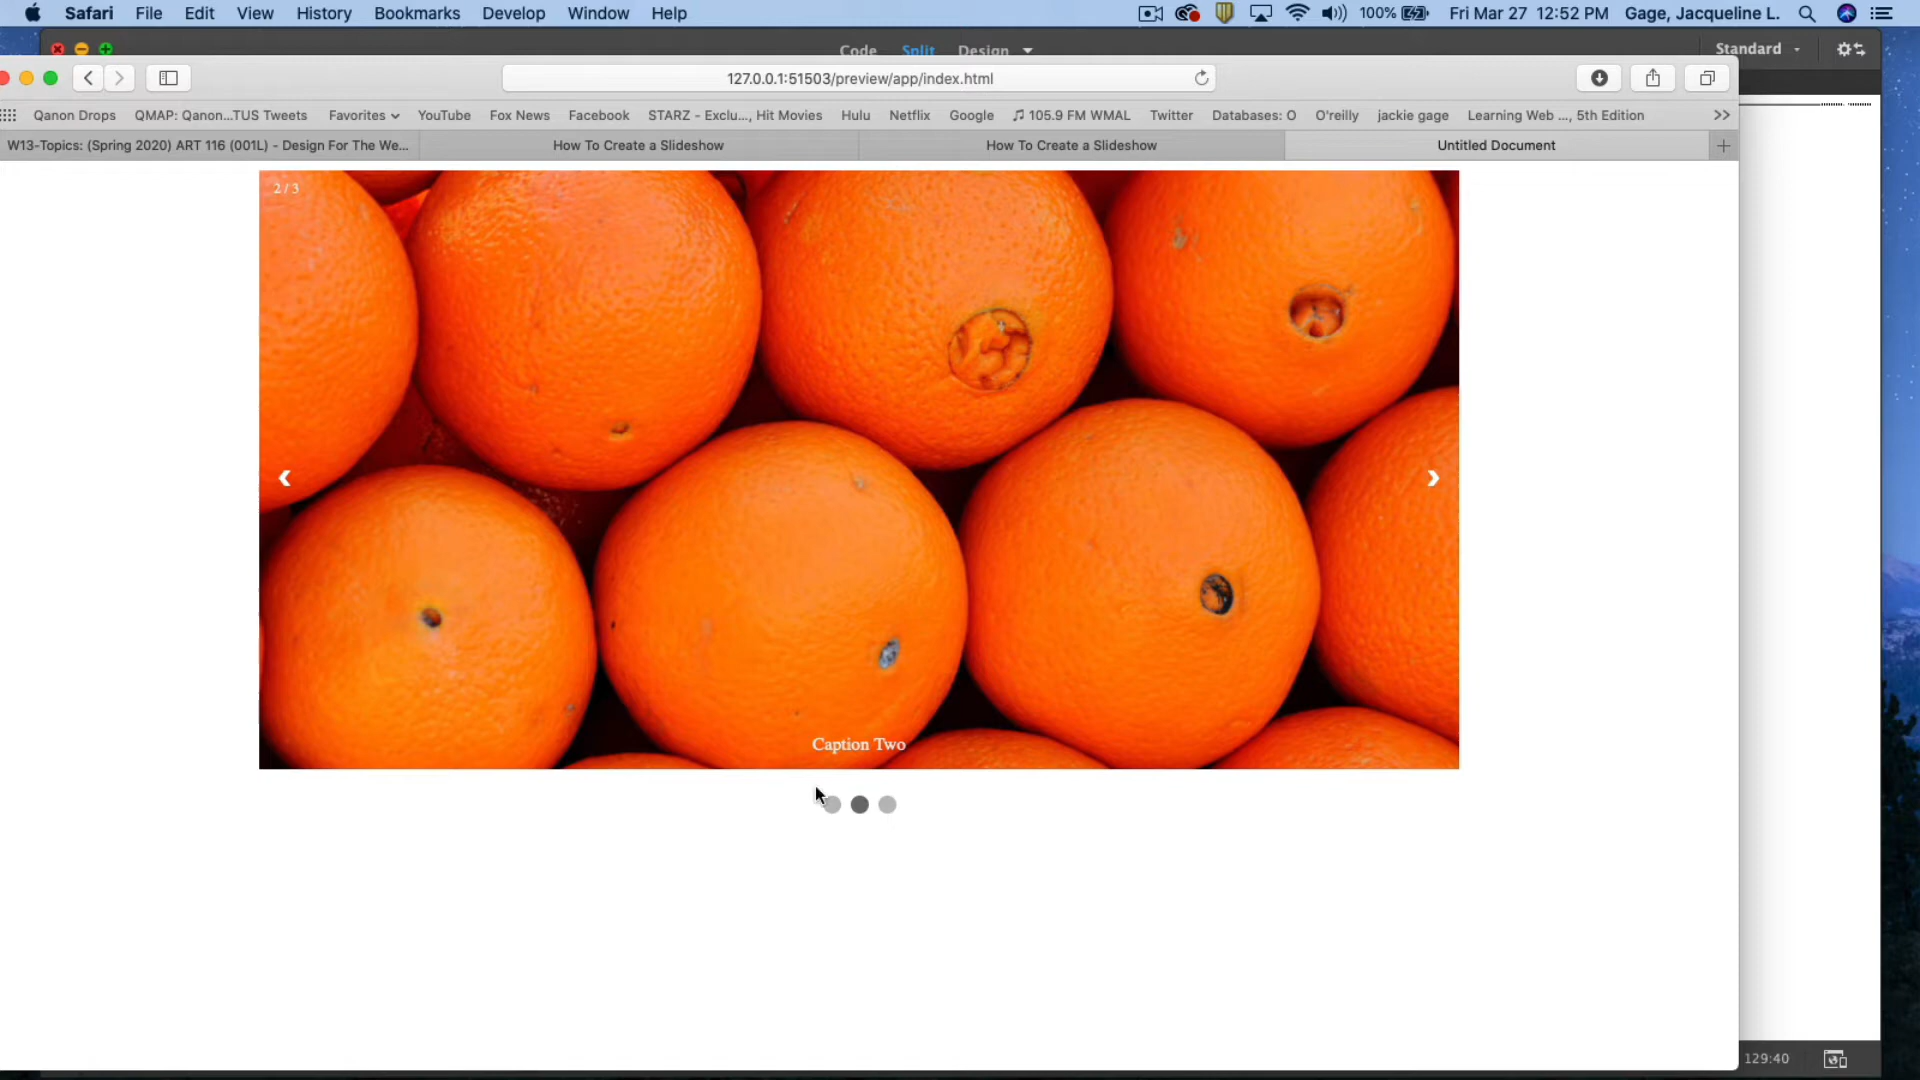 Safari File Edit View History Bookmarks Develop Window Help 100% Fri Mar 27 12:52 PM Gage, Jacqueline L.
Code Split Design Standard
127.0.0.1:51503/preview/app/index.html
Qanon Drops QMAP: Qanon...TUS Tweets Favorites YouTube Fox News Facebook STARZ - Exclu..., Hit Movies Hulu Netflix Google 105.9 FM WMAL Twitter Databases: O O'reilly jackie gage Learning Web ..., 5th Edition >>
W13-Topics: (Spring 2020) ART 116 (001L) - Design For The We... How To Create a Slideshow How To Create a Slideshow Untitled Document
2 / 3
❮ ❯
Caption Two
129:40